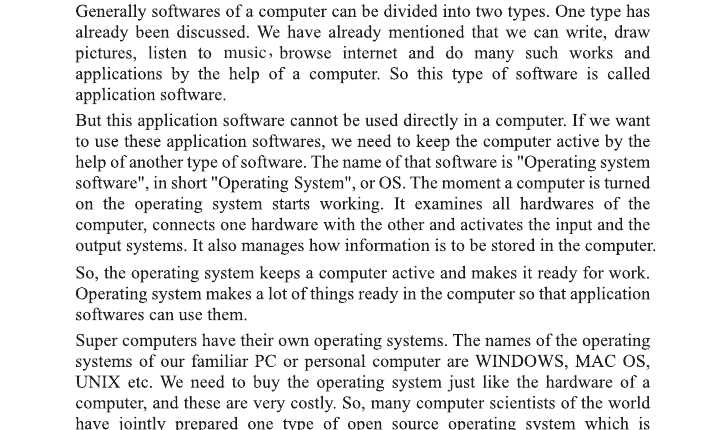 Generally softwares of a computer can be divided into two types. One type has
already been discussed. We have already mentioned that we can write, draw
pictures, listen to music, browse internet and do many such works and
applications by the help of a computer. So this type of software is called
application software.
But this application software cannot be used directly in a computer. If we want
to use these application softwares, we need to keep the computer active by the
help of another type of software. The name of that software is "Operating system
software", in short "Operating System", or OS. The moment a computer is turned
on the operating system starts working. It examines all hardwares of the
computer, connects one hardware with the other and activates the input and the
output systems. It also manages how information is to be stored in the computer.
So, the operating system keeps a computer active and makes it ready for work.
Operating system makes a lot of things ready in the computer so that application
softwares can use them.
Super computers have their own operating systems. The names of the operating
systems of our familiar PC or personal computer are WINDOWS, MAC OS,
UNIX etc. We need to buy the operating system just like the hardware of a
computer, and these are very costly. So, many computer scientists of the world
have jointly prepared one type of open source operating system which is